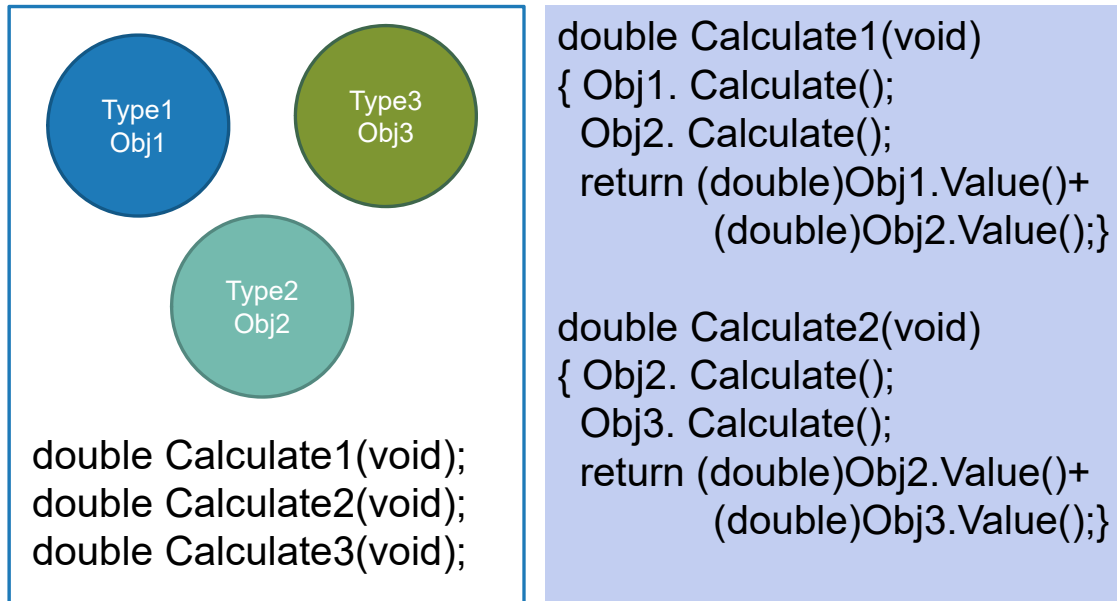 Type1
Obj1
Type3
Obj3
Type2
Obj2
double Calculate1(void);
double Calculate2(void);
double Calculate3(void);
double Calculate1(void)
{ Obj1. Calculate();
Obj2. Calculate();
return (double)Obj1.Value()+
(double)Obj2.Value();}
double Calculate2(void)
{ Obj2. Calculate();
Obj3. Calculate();
return (double)Obj2.Value()+
(double)Obj3.Value();}